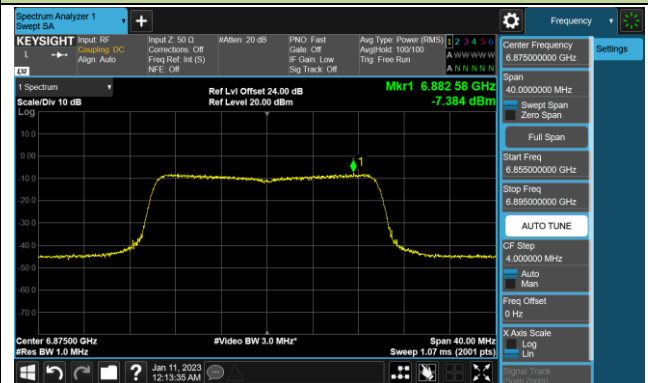 Spectrum Analyzer 1
Swept SA
Frequency
KEYSIGHT
Input: RF
Coupling: DC
Align: Auto
Input Z: 50 Ω
Corrections: Off
Freq Ref: Int (S)
NFE: Off
#Atten: 20 dB
PNO: Fast
Gate: Off
IF Gain: Low
Sig Track: Off
Avg Type: Power (RMS)
Avg|Hold: 100/100
Trig: Free Run
1 2 3 4 5 6
A W W W W W
A N N N N N
L
LXI
1 Spectrum
Scale/Div 10 dB
Log
Ref Lvl Offset 24.00 dB
Ref Level 20.00 dBm
Mkr1 6.882 58 GHz
-7.384 dBm
10.0
0.00
-10.0
-20.0
-30.0
-40.0
-50.0
-60.0
-70.0
1
Center 6.87500 GHz
#Res BW 1.0 MHz
#Video BW 3.0 MHz*
Span 40.00 MHz
Sweep 1.07 ms (2001 pts)
Center Frequency
6.875000000 GHz
Settings
Span
40.0000000 MHz
Swept Span
Zero Span
Full Span
Start Freq
6.855000000 GHz
Stop Freq
6.895000000 GHz
AUTO TUNE
CF Step
4.000000 MHz
Auto
Man
Freq Offset
0 Hz
X Axis Scale
Log
Lin
Signal Track
(Span Zoom)
Jan 11, 2023
12:13:35 AM
?